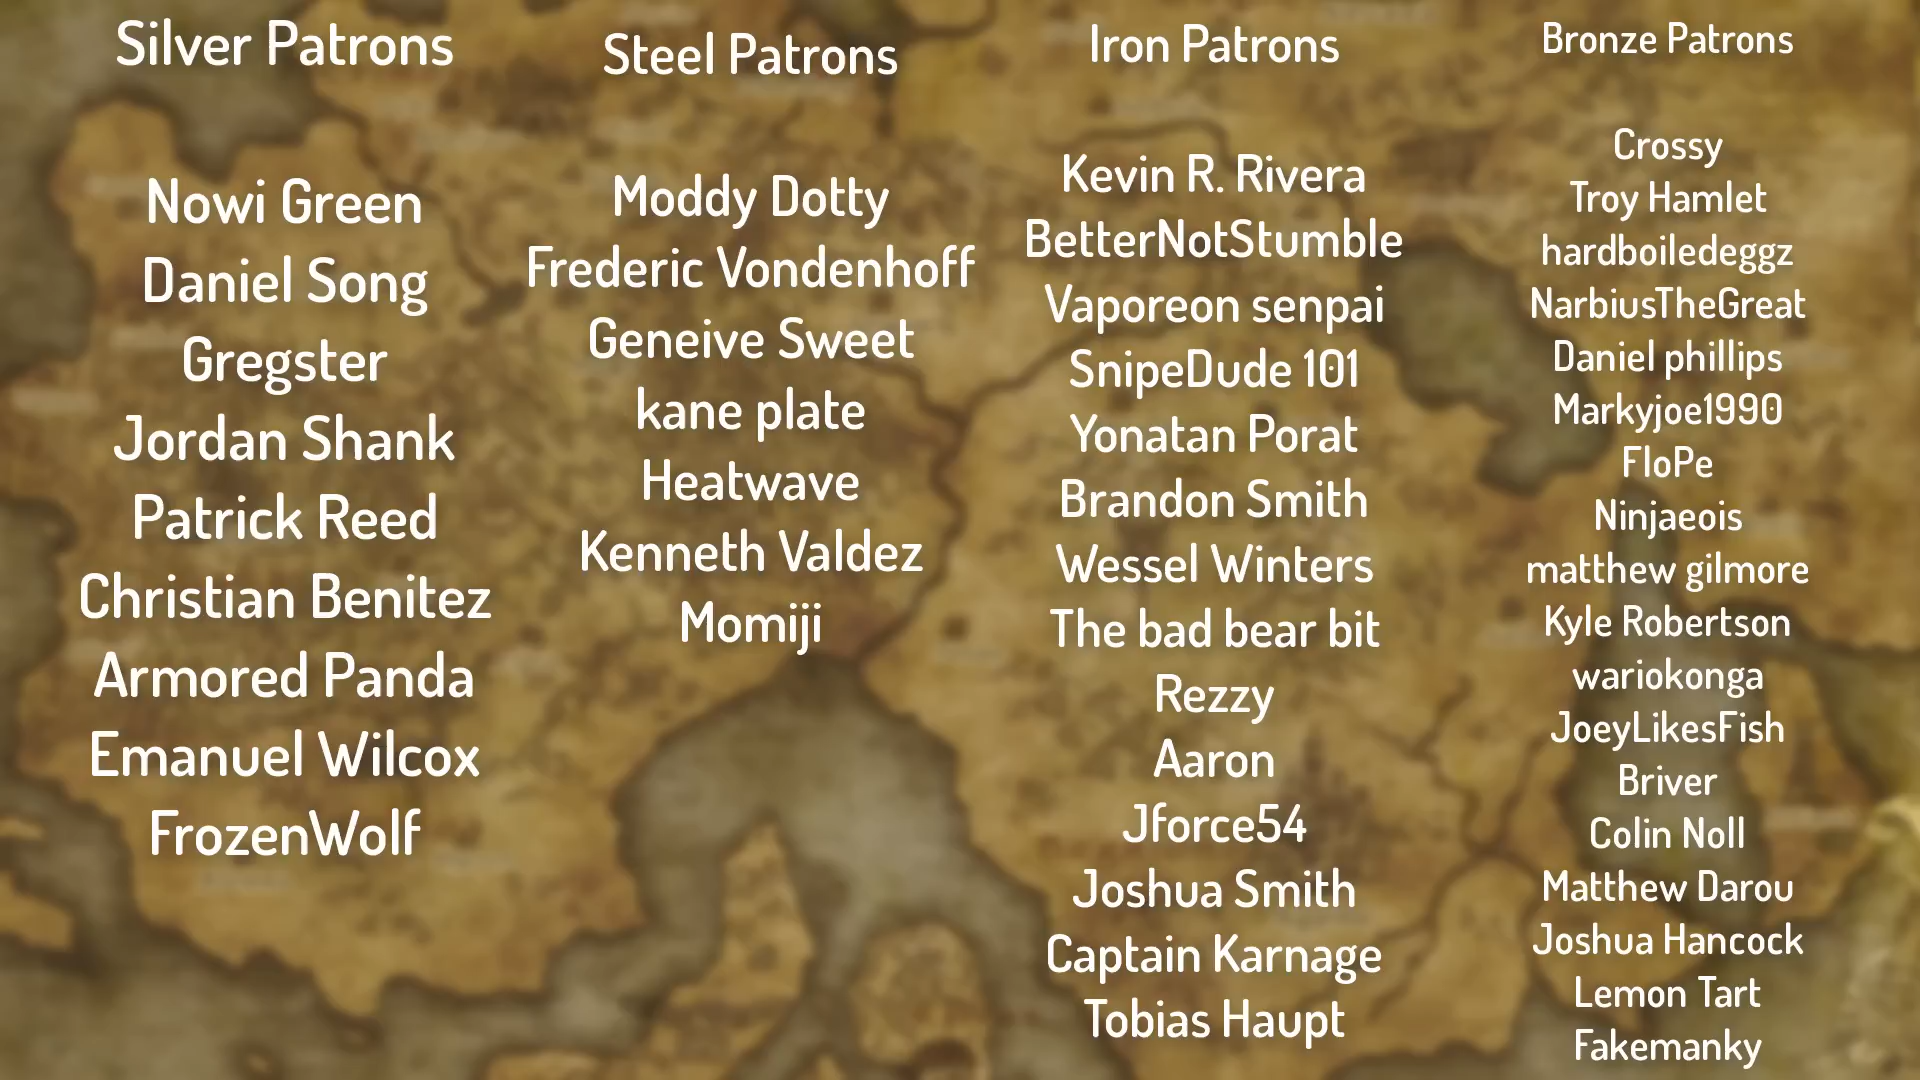 Silver Patrons
Nowi Green
Daniel Song
Gregster
Jordan Shank
Patrick Reed
Christian Benitez
Armored Panda
Emanuel Wilcox
FrozenWolf
Steel Patrons
Moddy Dotty
Frederic Vondenhoff
Geneive Sweet
kane plate
Heatwave
Kenneth Valdez
Momiji
Iron Patrons
Kevin R. Rivera
BetterNotStumble
Vaporeon senpai
SnipeDude 101
Yonatan Porat
Brandon Smith
Wessel Winters
The bad bear bit
Rezzy
Aaron
Jforce54
Joshua Smith
Captain Karnage
Tobias Haupt
Bronze Patrons
Crossy
Troy Hamlet
hardboiledeggz
NarbiusTheGreat
Daniel phillips
Markyjoe1990
FloPe
Ninjaeois
matthew gilmore
Kyle Robertson
wariokonga
JoeyLikesFish
Briver
Colin Noll
Matthew Darou
Joshua Hancock
Lemon Tart
Fakemanky